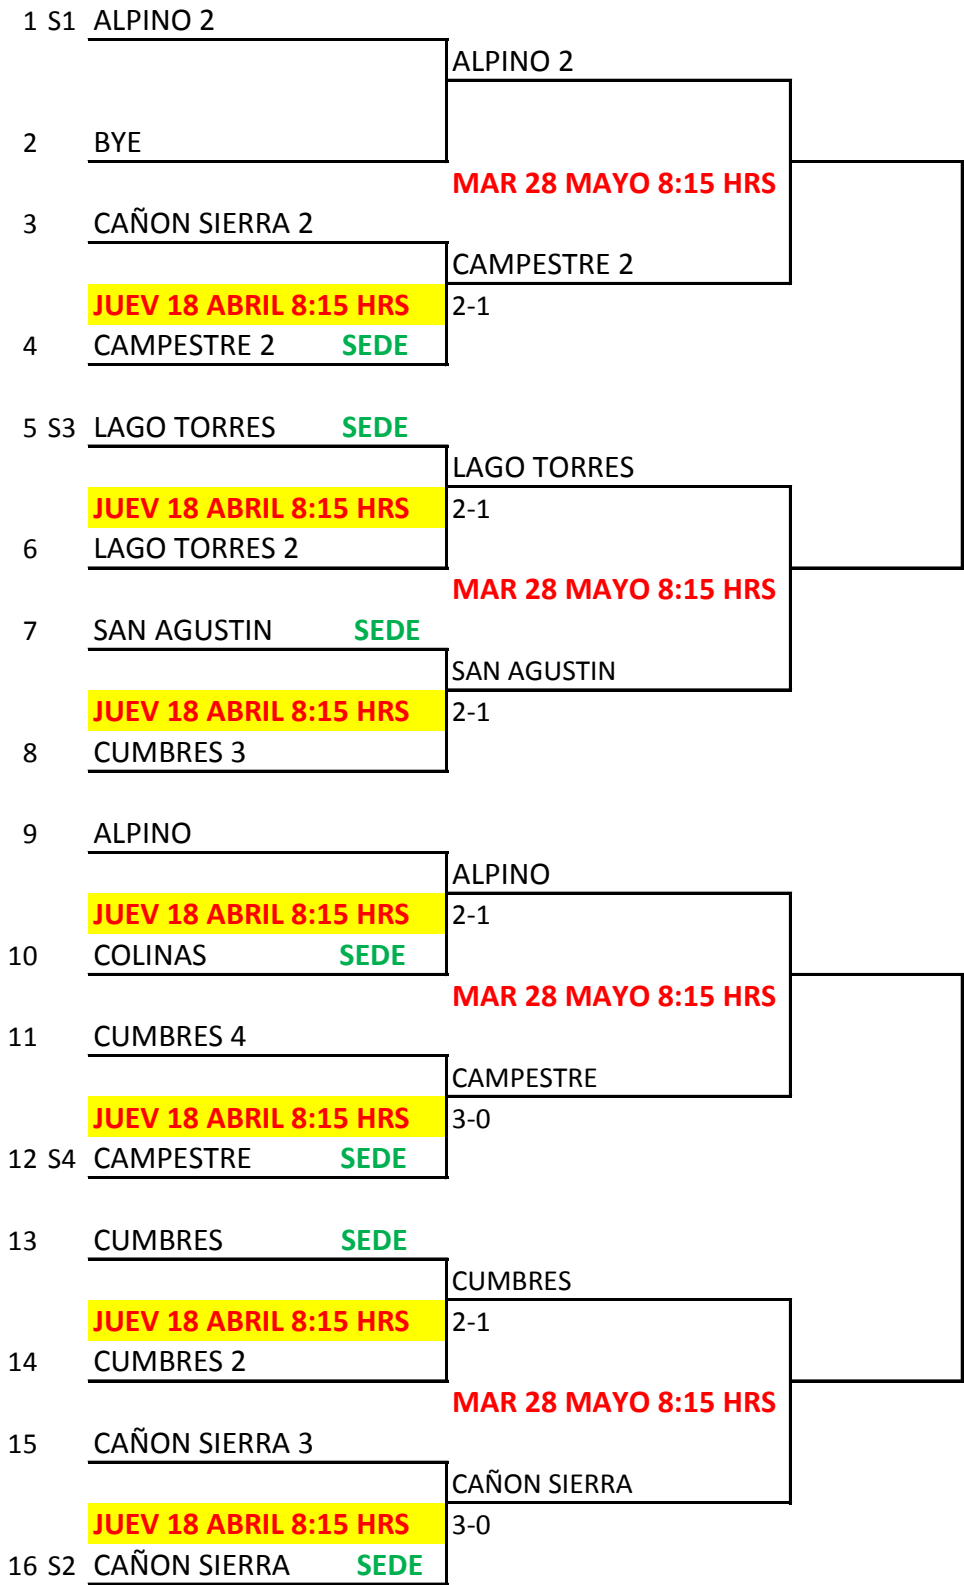 1 S1 ALPINO 2
ALPINO 2
2 BYE
MAR 28 MAYO 8:15 HRS
3 CAÑON SIERRA 2
CAMPESTRE 2
JUEV 18 ABRIL 8:15 HRS 2-1
4 CAMPESTRE 2 SEDE
5 S3 LAGO TORRES SEDE
LAGO TORRES
JUEV 18 ABRIL 8:15 HRS 2-1
6 LAGO TORRES 2
MAR 28 MAYO 8:15 HRS
7 SAN AGUSTIN SEDE
SAN AGUSTIN
JUEV 18 ABRIL 8:15 HRS 2-1
8 CUMBRES 3
9 ALPINO
ALPINO
JUEV 18 ABRIL 8:15 HRS 2-1
10 COLINAS SEDE
MAR 28 MAYO 8:15 HRS
11 CUMBRES 4
CAMPESTRE
JUEV 18 ABRIL 8:15 HRS 3-0
12 S4 CAMPESTRE SEDE
13 CUMBRES SEDE
CUMBRES
JUEV 18 ABRIL 8:15 HRS 2-1
14 CUMBRES 2
MAR 28 MAYO 8:15 HRS
15 CAÑON SIERRA 3
CAÑON SIERRA
JUEV 18 ABRIL 8:15 HRS 3-0
16 S2 CAÑON SIERRA SEDE